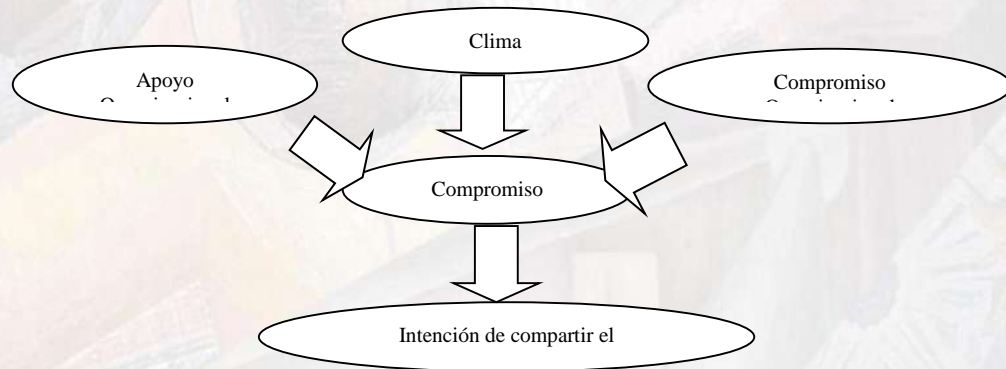 Clima
Apoyo
Compromiso
Compromiso
Intención de compartir el